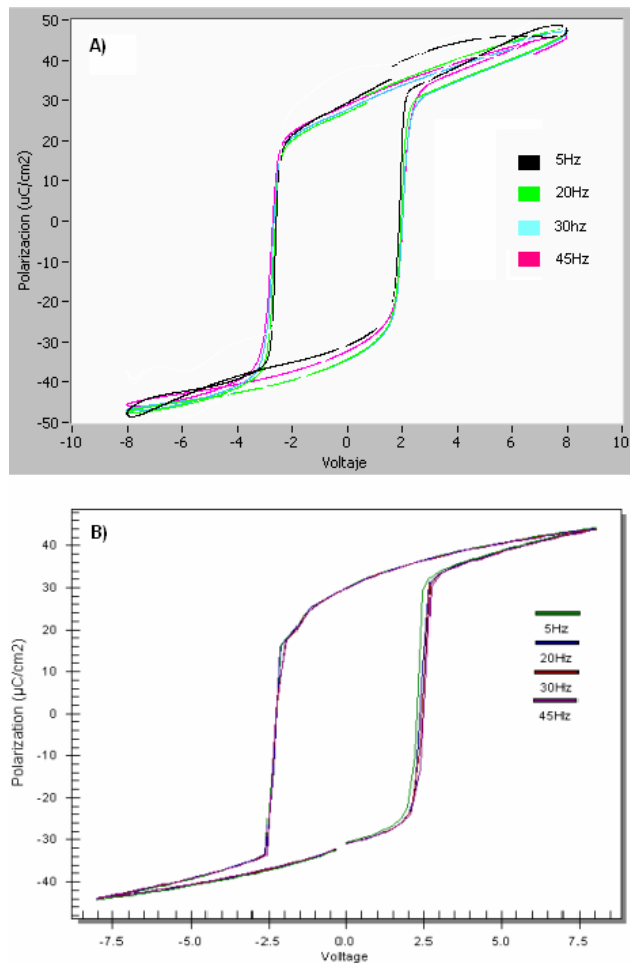 A)
50
40
30
20
10
0
-10
-20
-30
-40
-50
Polarizacion (uC/cm2)
5Hz
20Hz
30hz
45Hz
-10 -8 -6 -4 -2 0 2 4 6 8 10
Voltaje
B)
40
30
20
10
0
-10
-20
-30
-40
Polarization (µC/cm2)
5Hz
20Hz
30Hz
45Hz
-7.5 -5.0 -2.5 0.0 2.5 5.0 7.5
Voltage